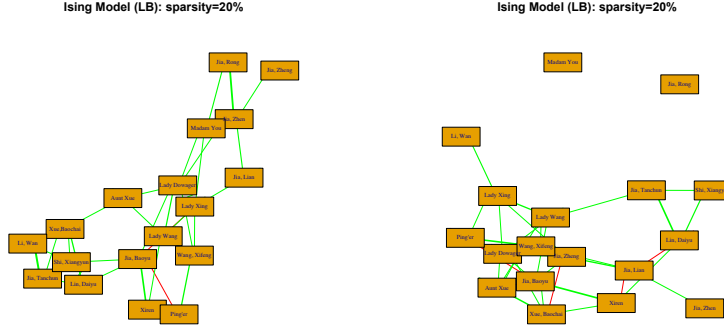 Ising Model (LB): sparsity=20%
Jia, Rong
Jia, Zheng
Jia, Zhen
Madam You
Jia, Lian
Lady Dowager
Aunt Xue
Lady Xing
Xue, Baochai
Lady Wang
Li, Wan
Wang, Xifeng
Jia, Baoyu
Shi, Xiangyun
Jia, Tanchun
Lin, Daiyu
Xiren
Ping'er
Ising Model (LB): sparsity=20%
Madam You
Jia, Rong
Li, Wan
Jia, Tanchun
Shi, Xiangyu
Lady Xing
Lady Wang
Ping'er
Lin, Daiyu
Wang, Xifeng
Lady Dowager
Jia, Zheng
Jia, Lian
Jia, Baoyu
Aunt Xue
Xiren
Jia, Zhen
Xue, Baochai